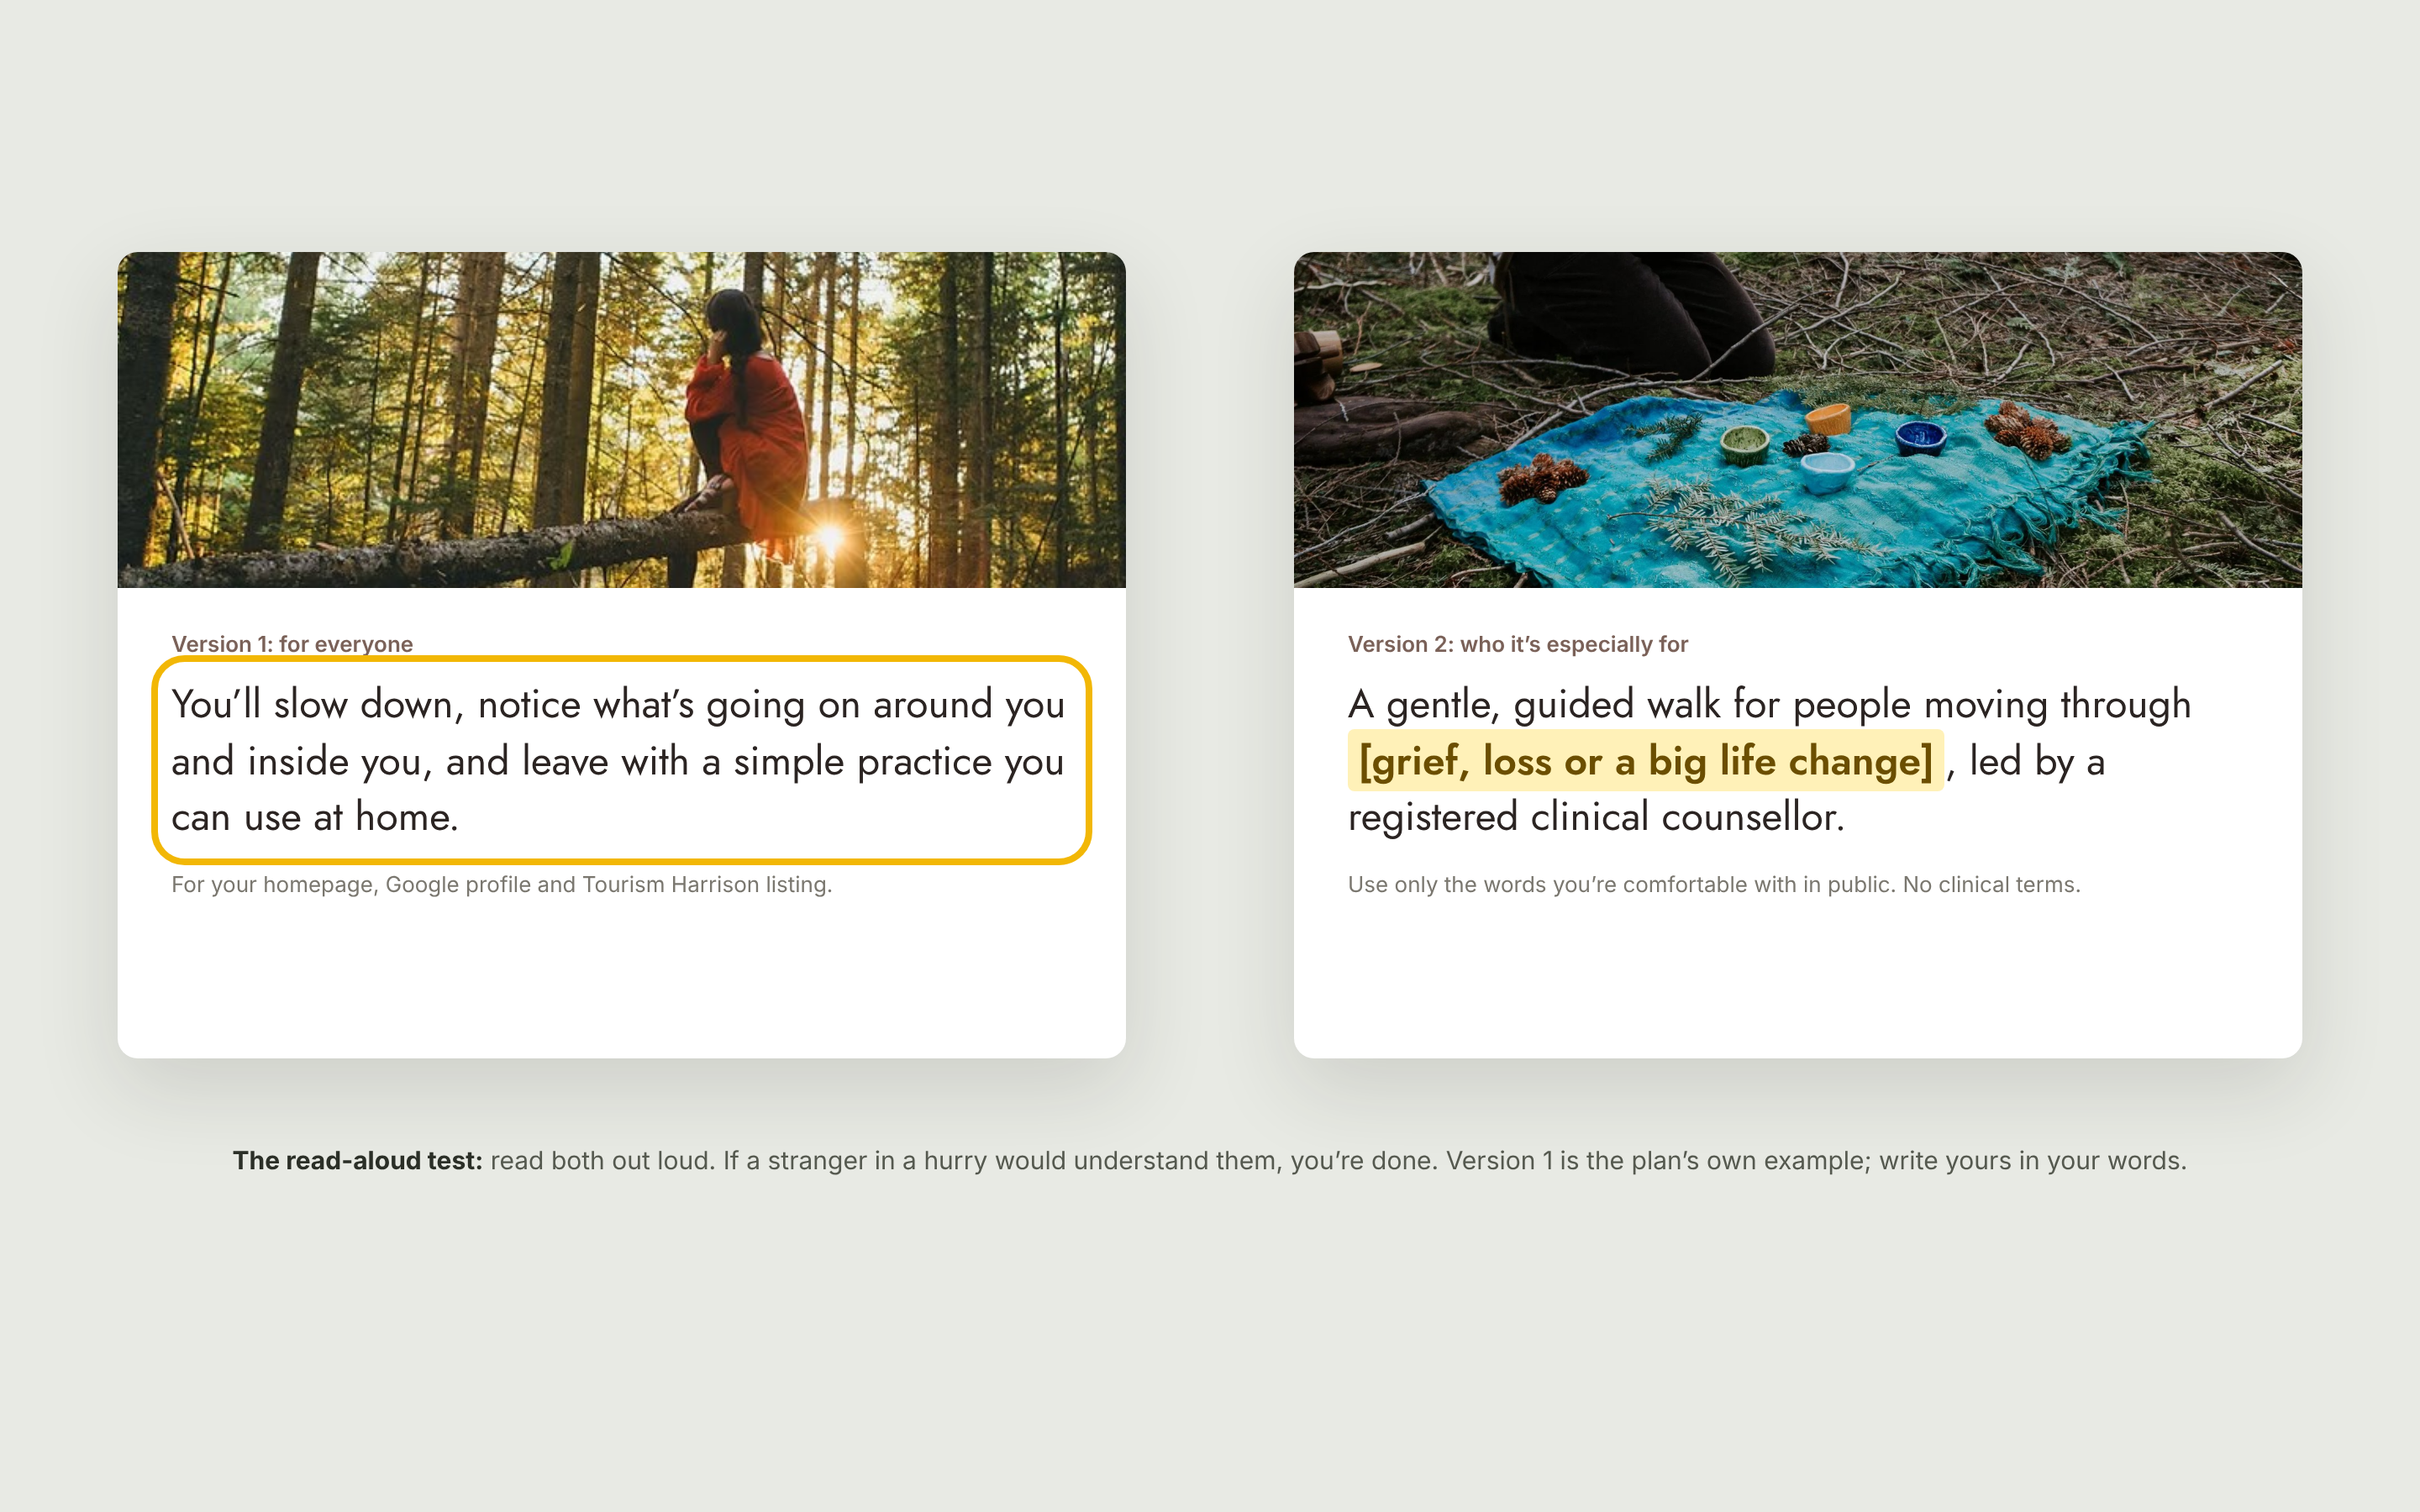 Version 1: for everyone
You’ll slow down, notice what’s going on around you
and inside you, and leave with a simple practice you
can use at home.
For your homepage, Google profile and Tourism Harrison listing.
Version 2: who it’s especially for
A gentle, guided walk for people moving through
[grief, loss or a big life change], led by a
registered clinical counsellor.
Use only the words you’re comfortable with in public. No clinical terms.
The read-aloud test: read both out loud. If a stranger in a hurry would understand them, you’re done. Version 1 is the plan’s own example; write yours in your words.